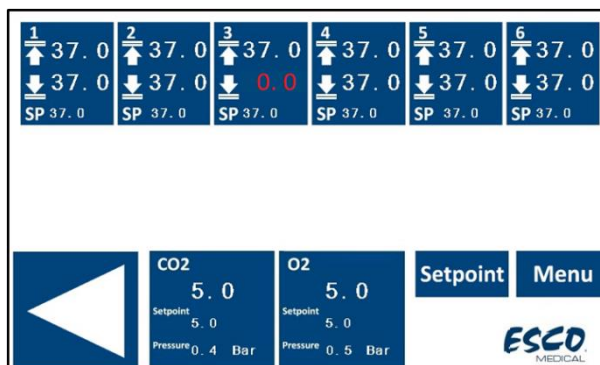 1 2 3 4 5 6
37.0 37.0 37.0 37.0 37.0 37.0
37.0 37.0 0.0 37.0 37.0 37.0
SP 37.0 SP 37.0 SP 37.0 SP 37.0 SP 37.0 SP 37.0
CO2
5.0
Setpoint
5.0
Pressure 0.4 Bar
O2
5.0
Setpoint
5.0
Pressure 0.5 Bar
Setpoint
Menu
ESCO
MEDICAL